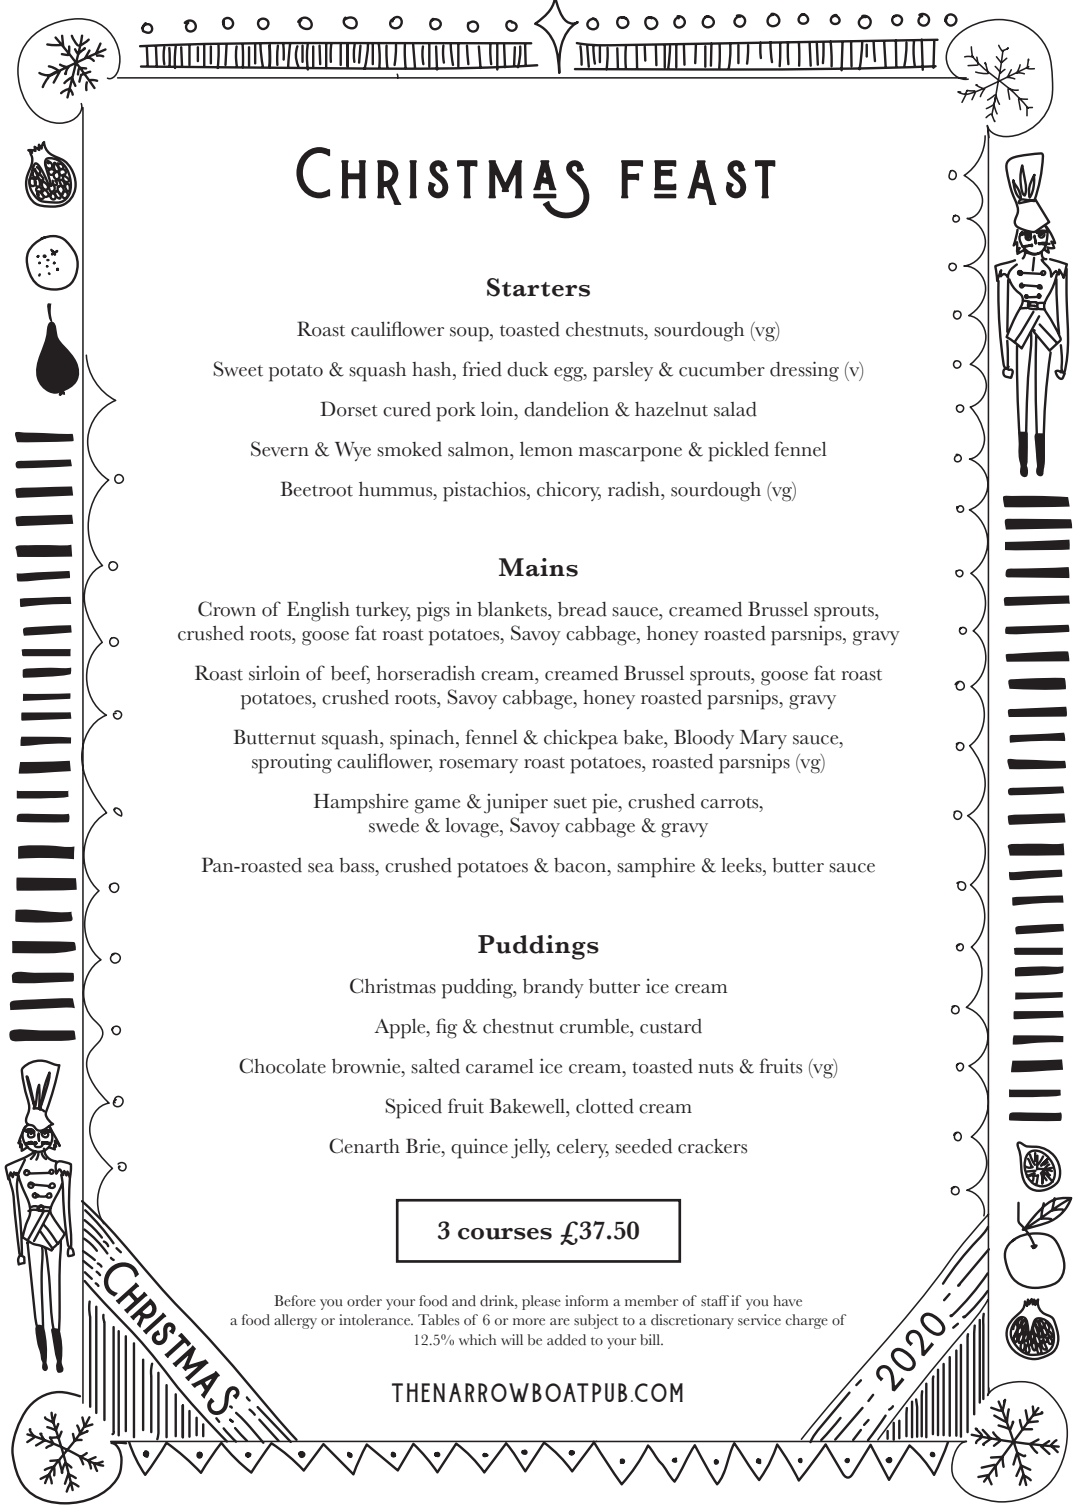 Christmas feast
Starters
Roast cauliflower soup, toasted chestnuts, sourdough (vg)
Sweet potato & squash hash, fried duck egg, parsley & cucumber dressing (v)
Dorset cured pork loin, dandelion & hazelnut salad
Severn & Wye smoked salmon, lemon mascarpone & pickled fennel
Beetroot hummus, pistachios, chicory, radish, sourdough (vg)
Mains
Crown of English turkey, pigs in blankets, bread sauce, creamed Brussel sprouts,
crushed roots, goose fat roast potatoes, Savoy cabbage, honey roasted parsnips, gravy
Roast sirloin of beef, horseradish cream, creamed Brussel sprouts, goose fat roast
potatoes, crushed roots, Savoy cabbage, honey roasted parsnips, gravy
Butternut squash, spinach, fennel & chickpea bake, Bloody Mary sauce,
sprouting cauliflower, rosemary roast potatoes, roasted parsnips (vg)
Hampshire game & juniper suet pie, crushed carrots,
swede & lovage, Savoy cabbage & gravy
Pan-roasted sea bass, crushed potatoes & bacon, samphire & leeks, butter sauce
Puddings
Christmas pudding, brandy butter ice cream
Apple, fig & chestnut crumble, custard
Chocolate brownie, salted caramel ice cream, toasted nuts & fruits (vg)
Spiced fruit Bakewell, clotted cream
Cenarth Brie, quince jelly, celery, seeded crackers
3 courses £37.50
Before you order your food and drink, please inform a member of staff if you have
a food allergy or intolerance. Tables of 6 or more are subject to a discretionary service charge of
12.5% which will be added to your bill.
THENARROWBOATPUB.COM
Christmas
2020